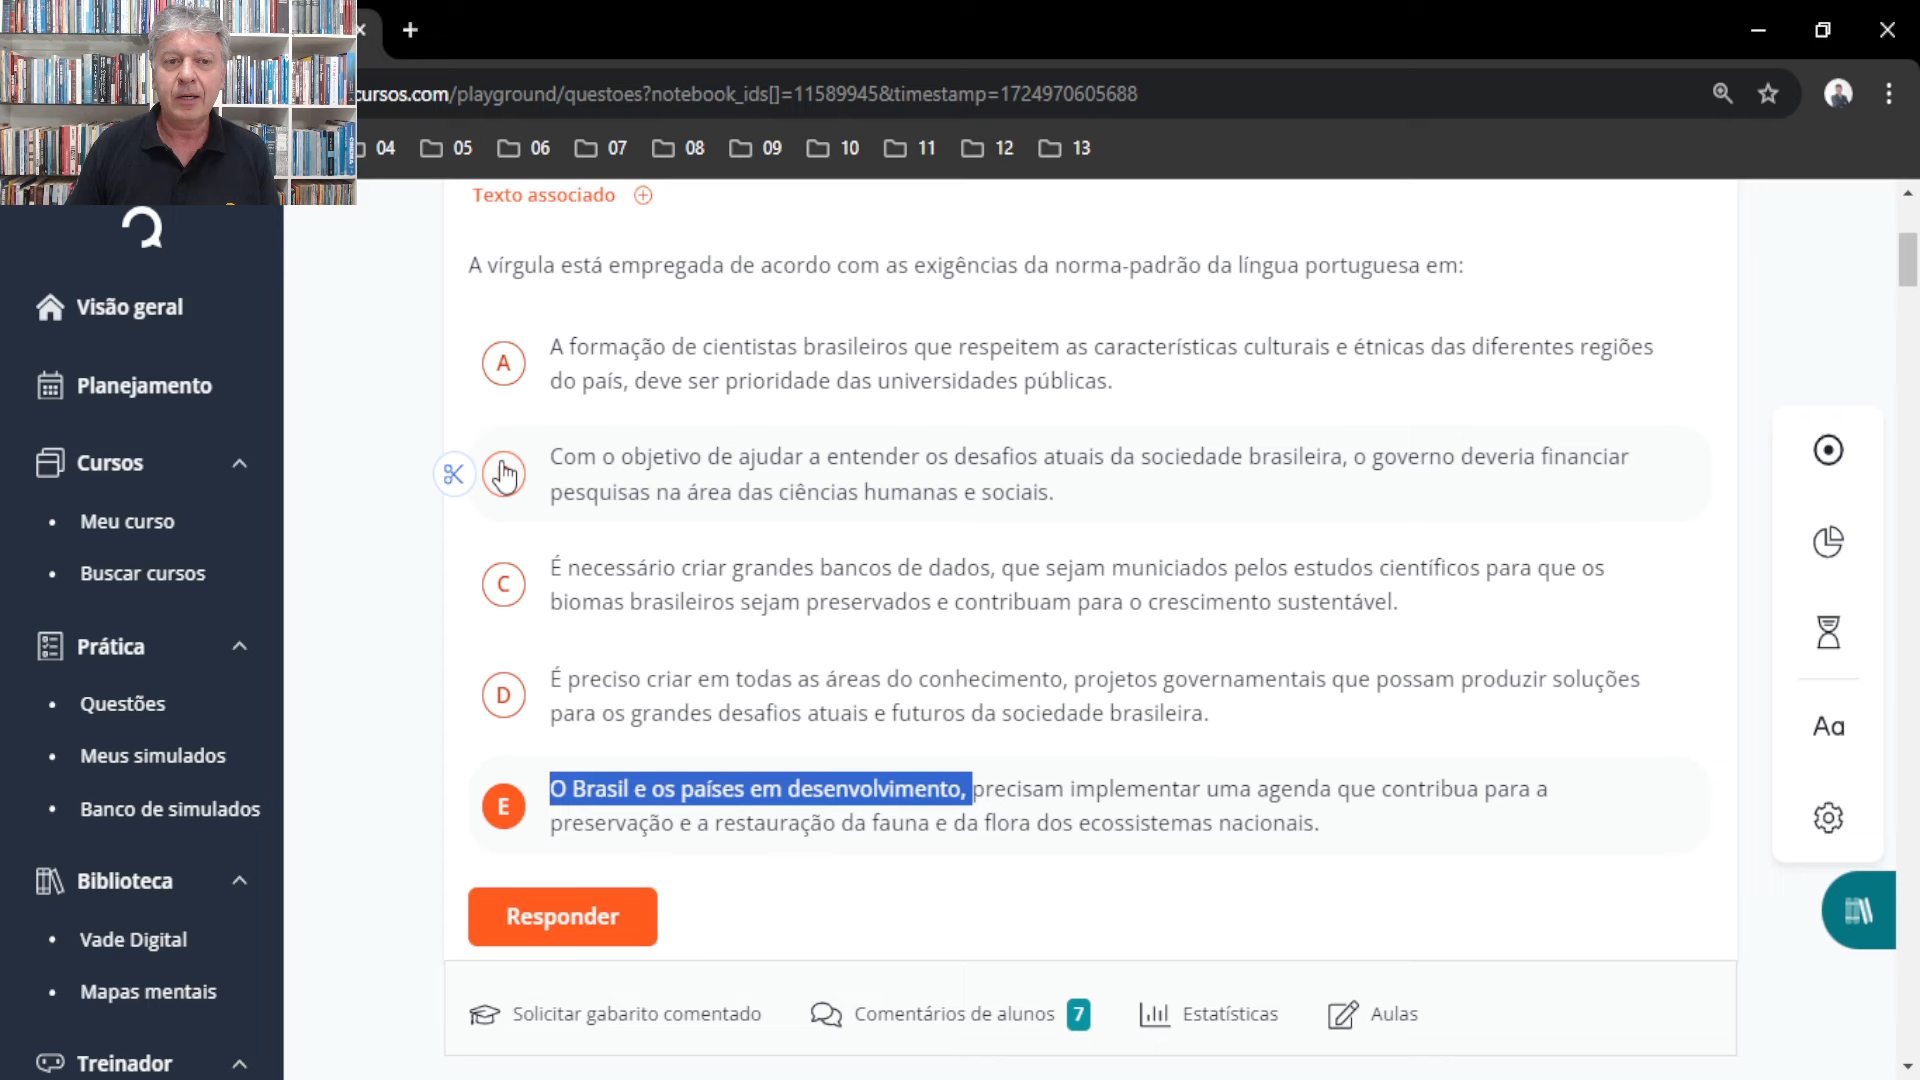 cursos.com/playground/questoes?notebook_ids[]=11589945&timestamp=1724970605688
04 05 06 07 08 09 10 11 12 13
Texto associado
A vírgula está empregada de acordo com as exigências da norma-padrão da língua portuguesa em:
A
A formação de cientistas brasileiros que respeitem as características culturais e étnicas das diferentes regiões
do país, deve ser prioridade das universidades públicas.
Com o objetivo de ajudar a entender os desafios atuais da sociedade brasileira, o governo deveria financiar
pesquisas na área das ciências humanas e sociais.
C
É necessário criar grandes bancos de dados, que sejam municiados pelos estudos científicos para que os
biomas brasileiros sejam preservados e contribuam para o crescimento sustentável.
D
É preciso criar em todas as áreas do conhecimento, projetos governamentais que possam produzir soluções
para os grandes desafios atuais e futuros da sociedade brasileira.
E
O Brasil e os países em desenvolvimento, precisam implementar uma agenda que contribua para a
preservação e a restauração da fauna e da flora dos ecossistemas nacionais.
Responder
Solicitar gabarito comentado
Comentários de alunos 7
Estatísticas
Aulas
Visão geral
Planejamento
Cursos
• Meu curso
• Buscar cursos
Prática
• Questões
• Meus simulados
• Banco de simulados
Biblioteca
• Vade Digital
• Mapas mentais
Treinador
Aa